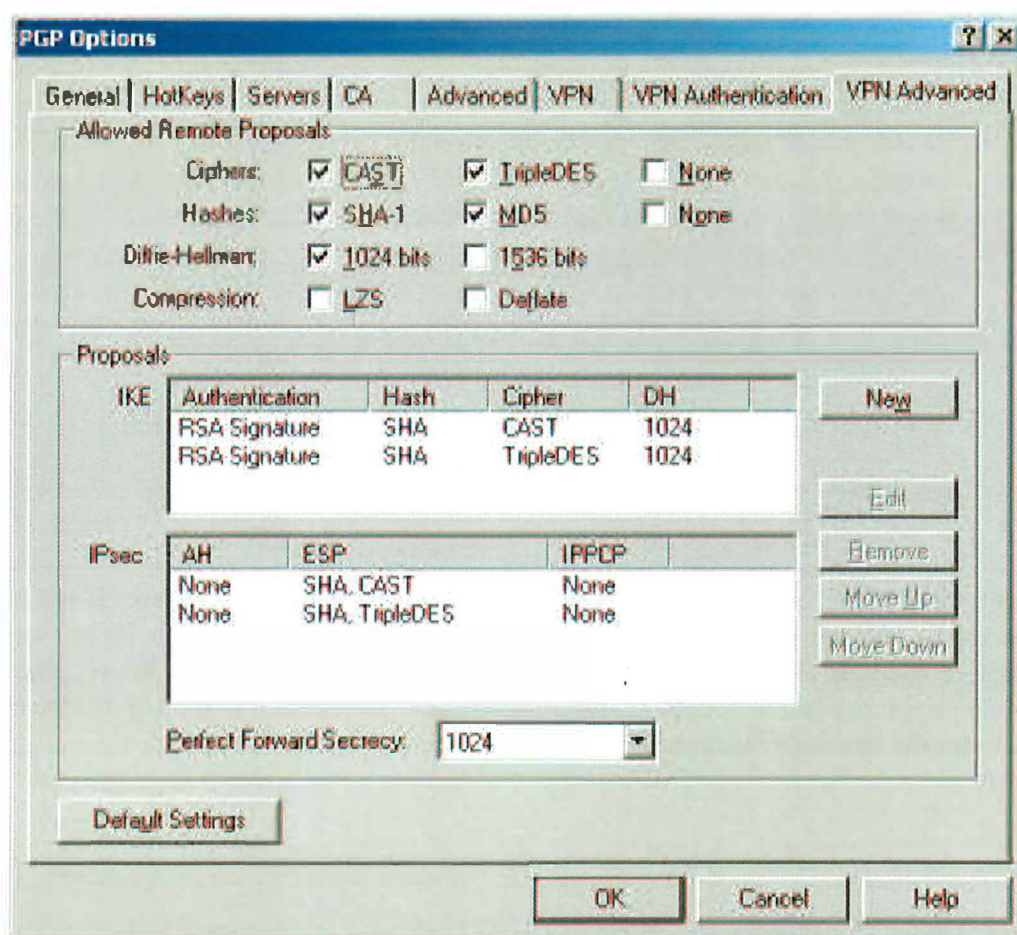 PGP Options
General HotKeys Servers CA Advanced VPN VPN Authentication VPN Advanced
Allowed Remote Proposals
Ciphers: CAST TripleDES None
Hashes: SHA-1 MD5 None
Diffie-Hellman: 1024 bits 1536 bits
Compression: LZS Deflate
Proposals
IKE Authentication Hash Cipher DH New
RSA Signature SHA CAST 1024
RSA Signature SHA TripleDES 1024
Edit
IPsec AH ESP IPPCP Remove
None SHA, CAST None
None SHA, TripleDES None
Move Up
Move Down
Perfect Forward Secrecy: 1024
Default Settings
OK Cancel Help